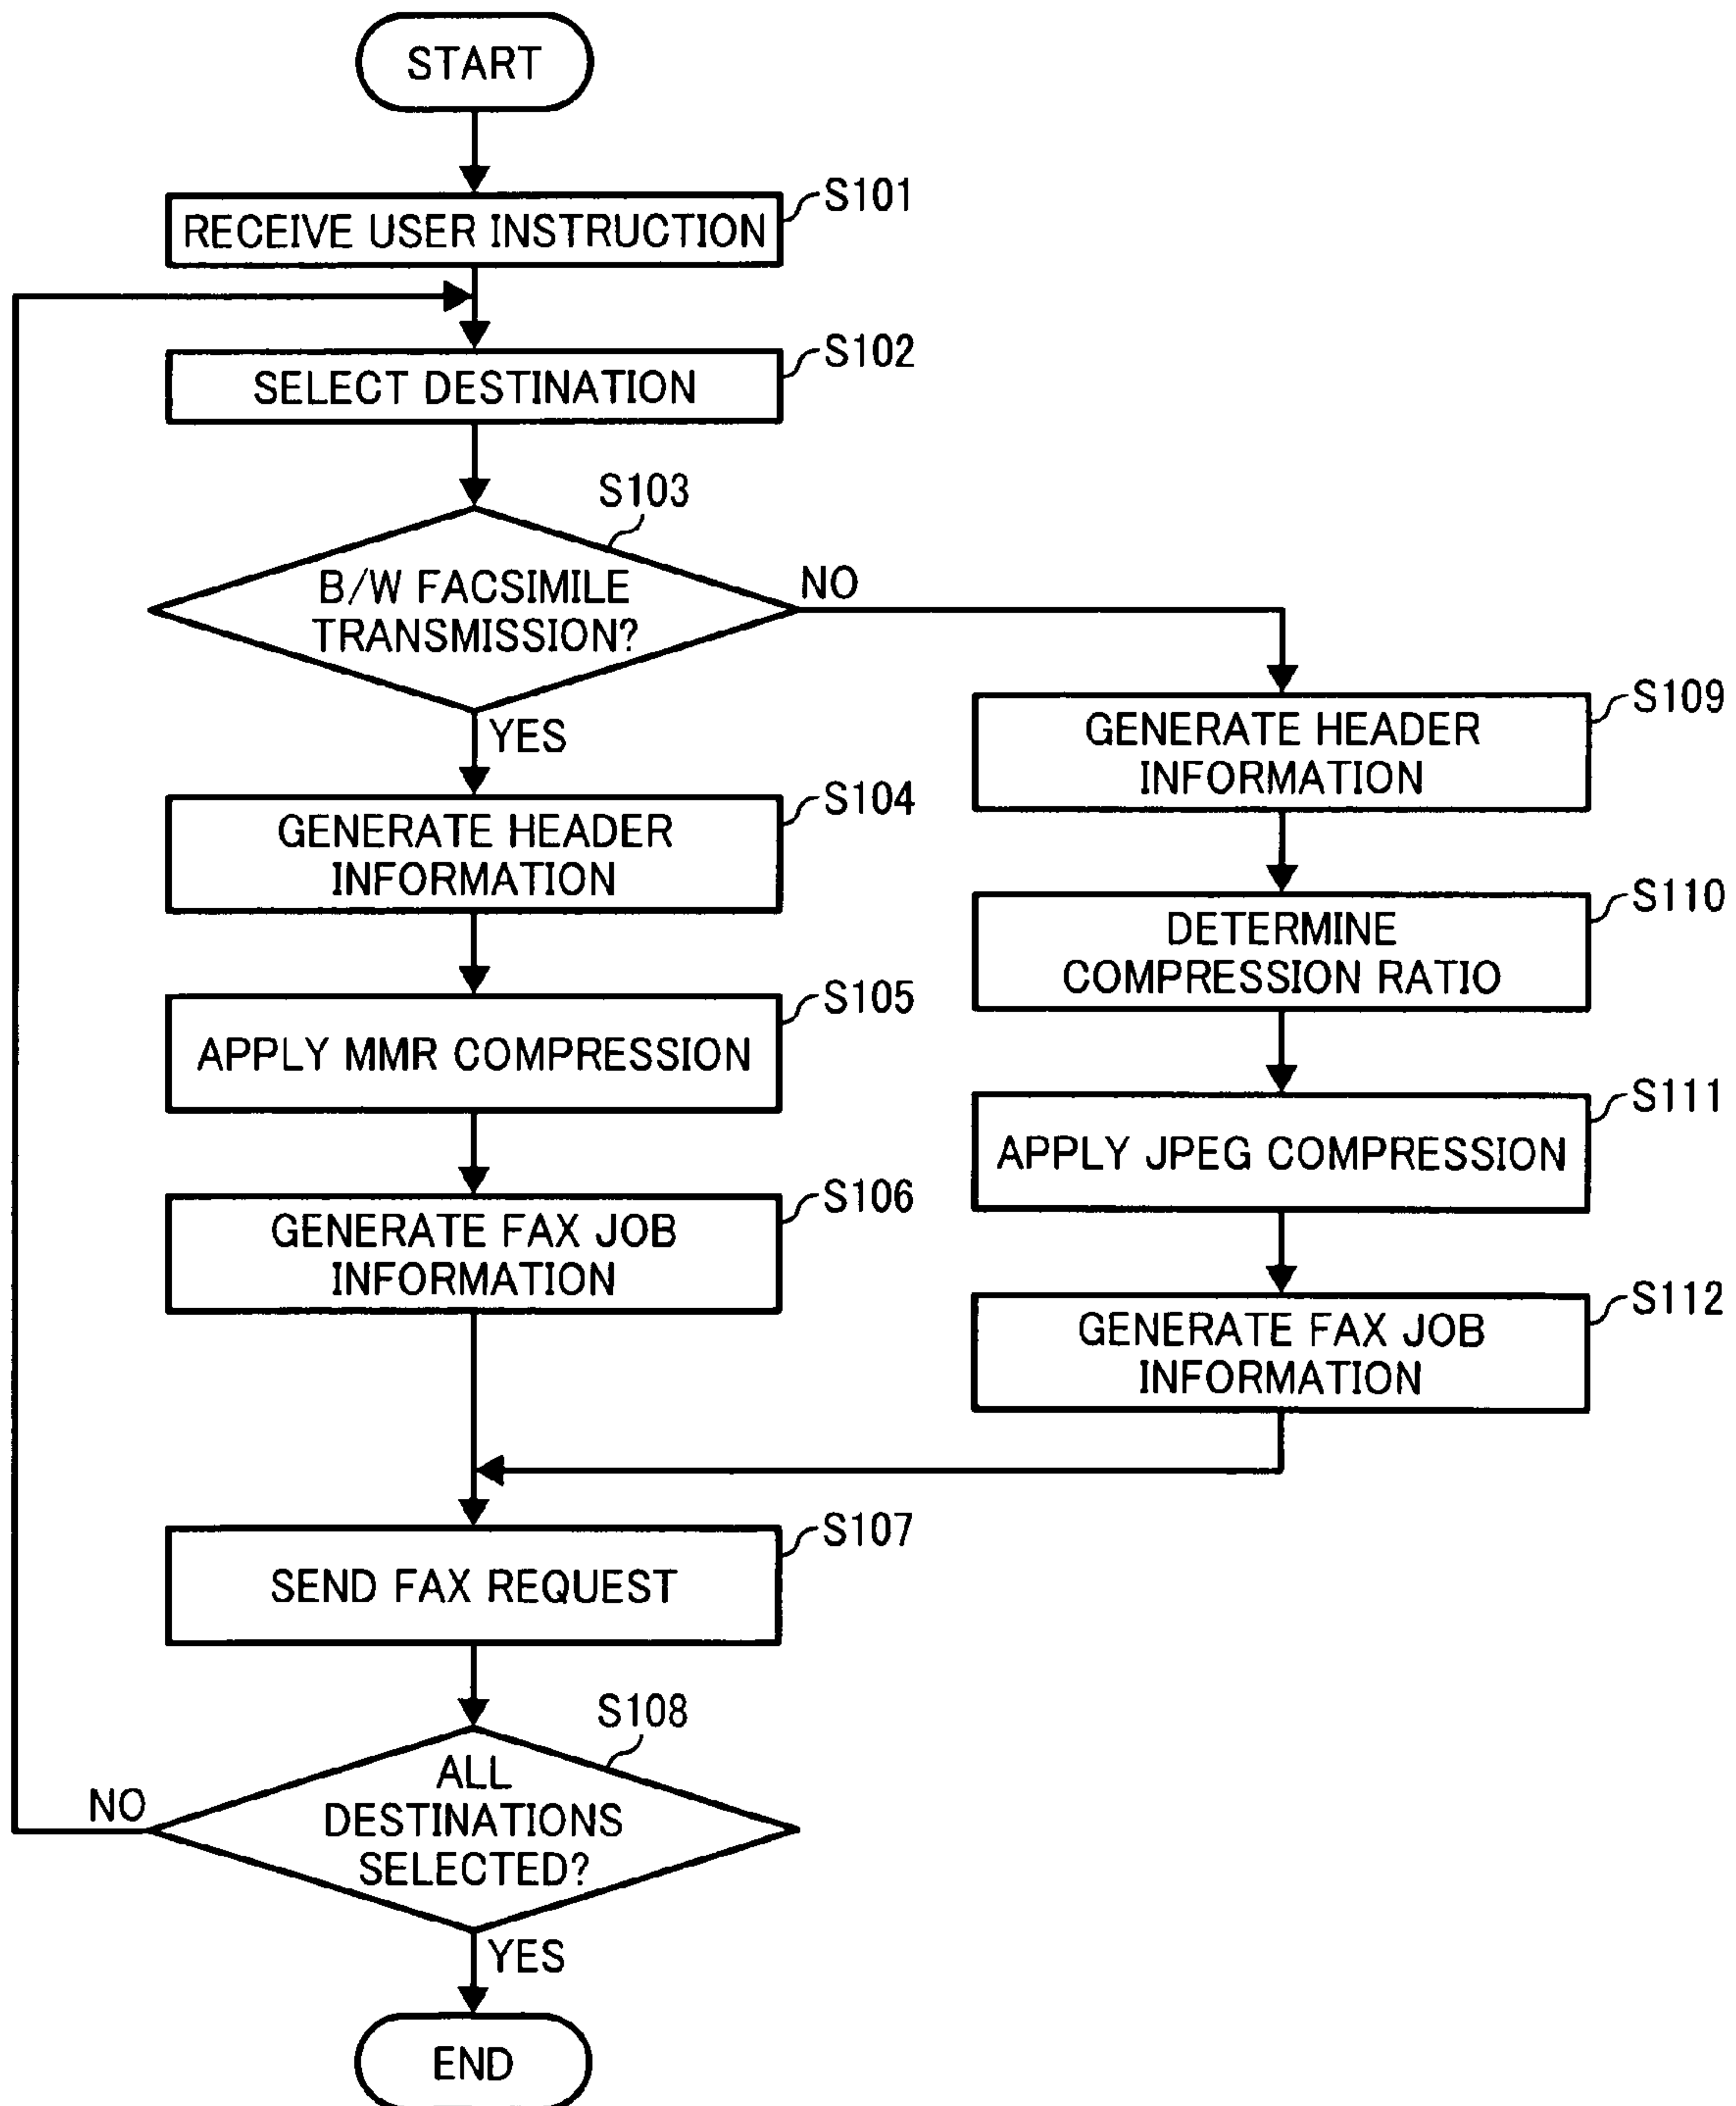 START
S101
RECEIVE USER INSTRUCTION
S102
SELECT DESTINATION
S103
B/W FACSIMILE
TRANSMISSION?
NO
YES
S104
GENERATE HEADER
INFORMATION
S105
APPLY MMR COMPRESSION
S106
GENERATE FAX JOB
INFORMATION
S109
GENERATE HEADER
INFORMATION
S110
DETERMINE
COMPRESSION RATIO
S111
APPLY JPEG COMPRESSION
S112
GENERATE FAX JOB
INFORMATION
S107
SEND FAX REQUEST
S108
ALL
DESTINATIONS
SELECTED?
NO
YES
END